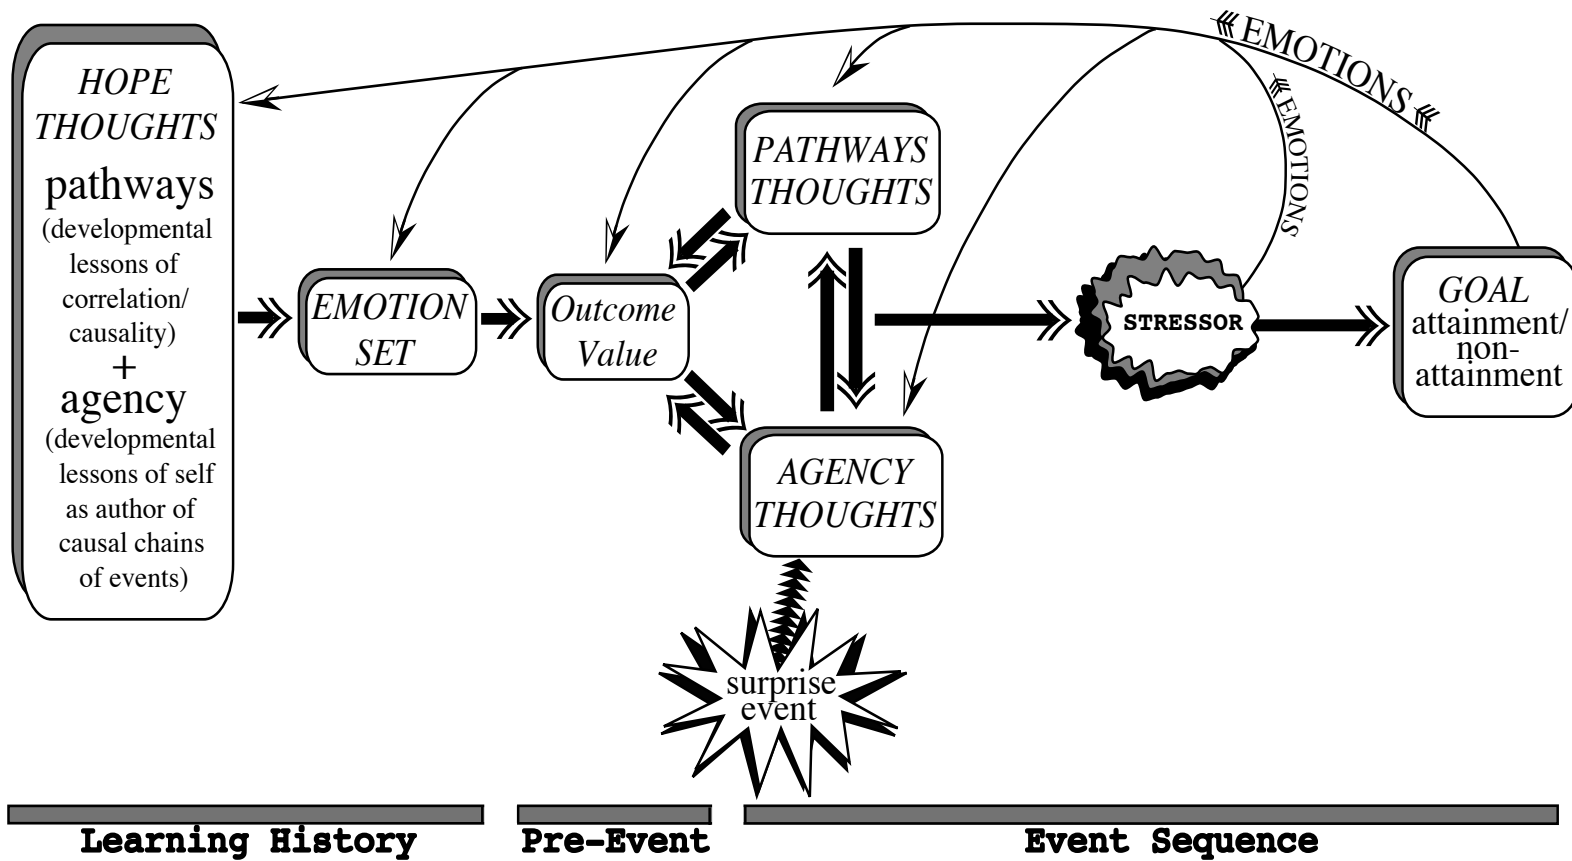 HOPE
THOUGHTS
pathways
(developmental
lessons of
correlation/
causality)
+
agency
(developmental
lessons of self
as author of
causal chains
of events)
EMOTION
SET
Outcome
Value
PATHWAYS
THOUGHTS
AGENCY
THOUGHTS
surprise
event
STRESSOR
EMOTIONS
EMOTIONS
GOAL
attainment/
non-
attainment
Learning History
Pre-Event
Event Sequence